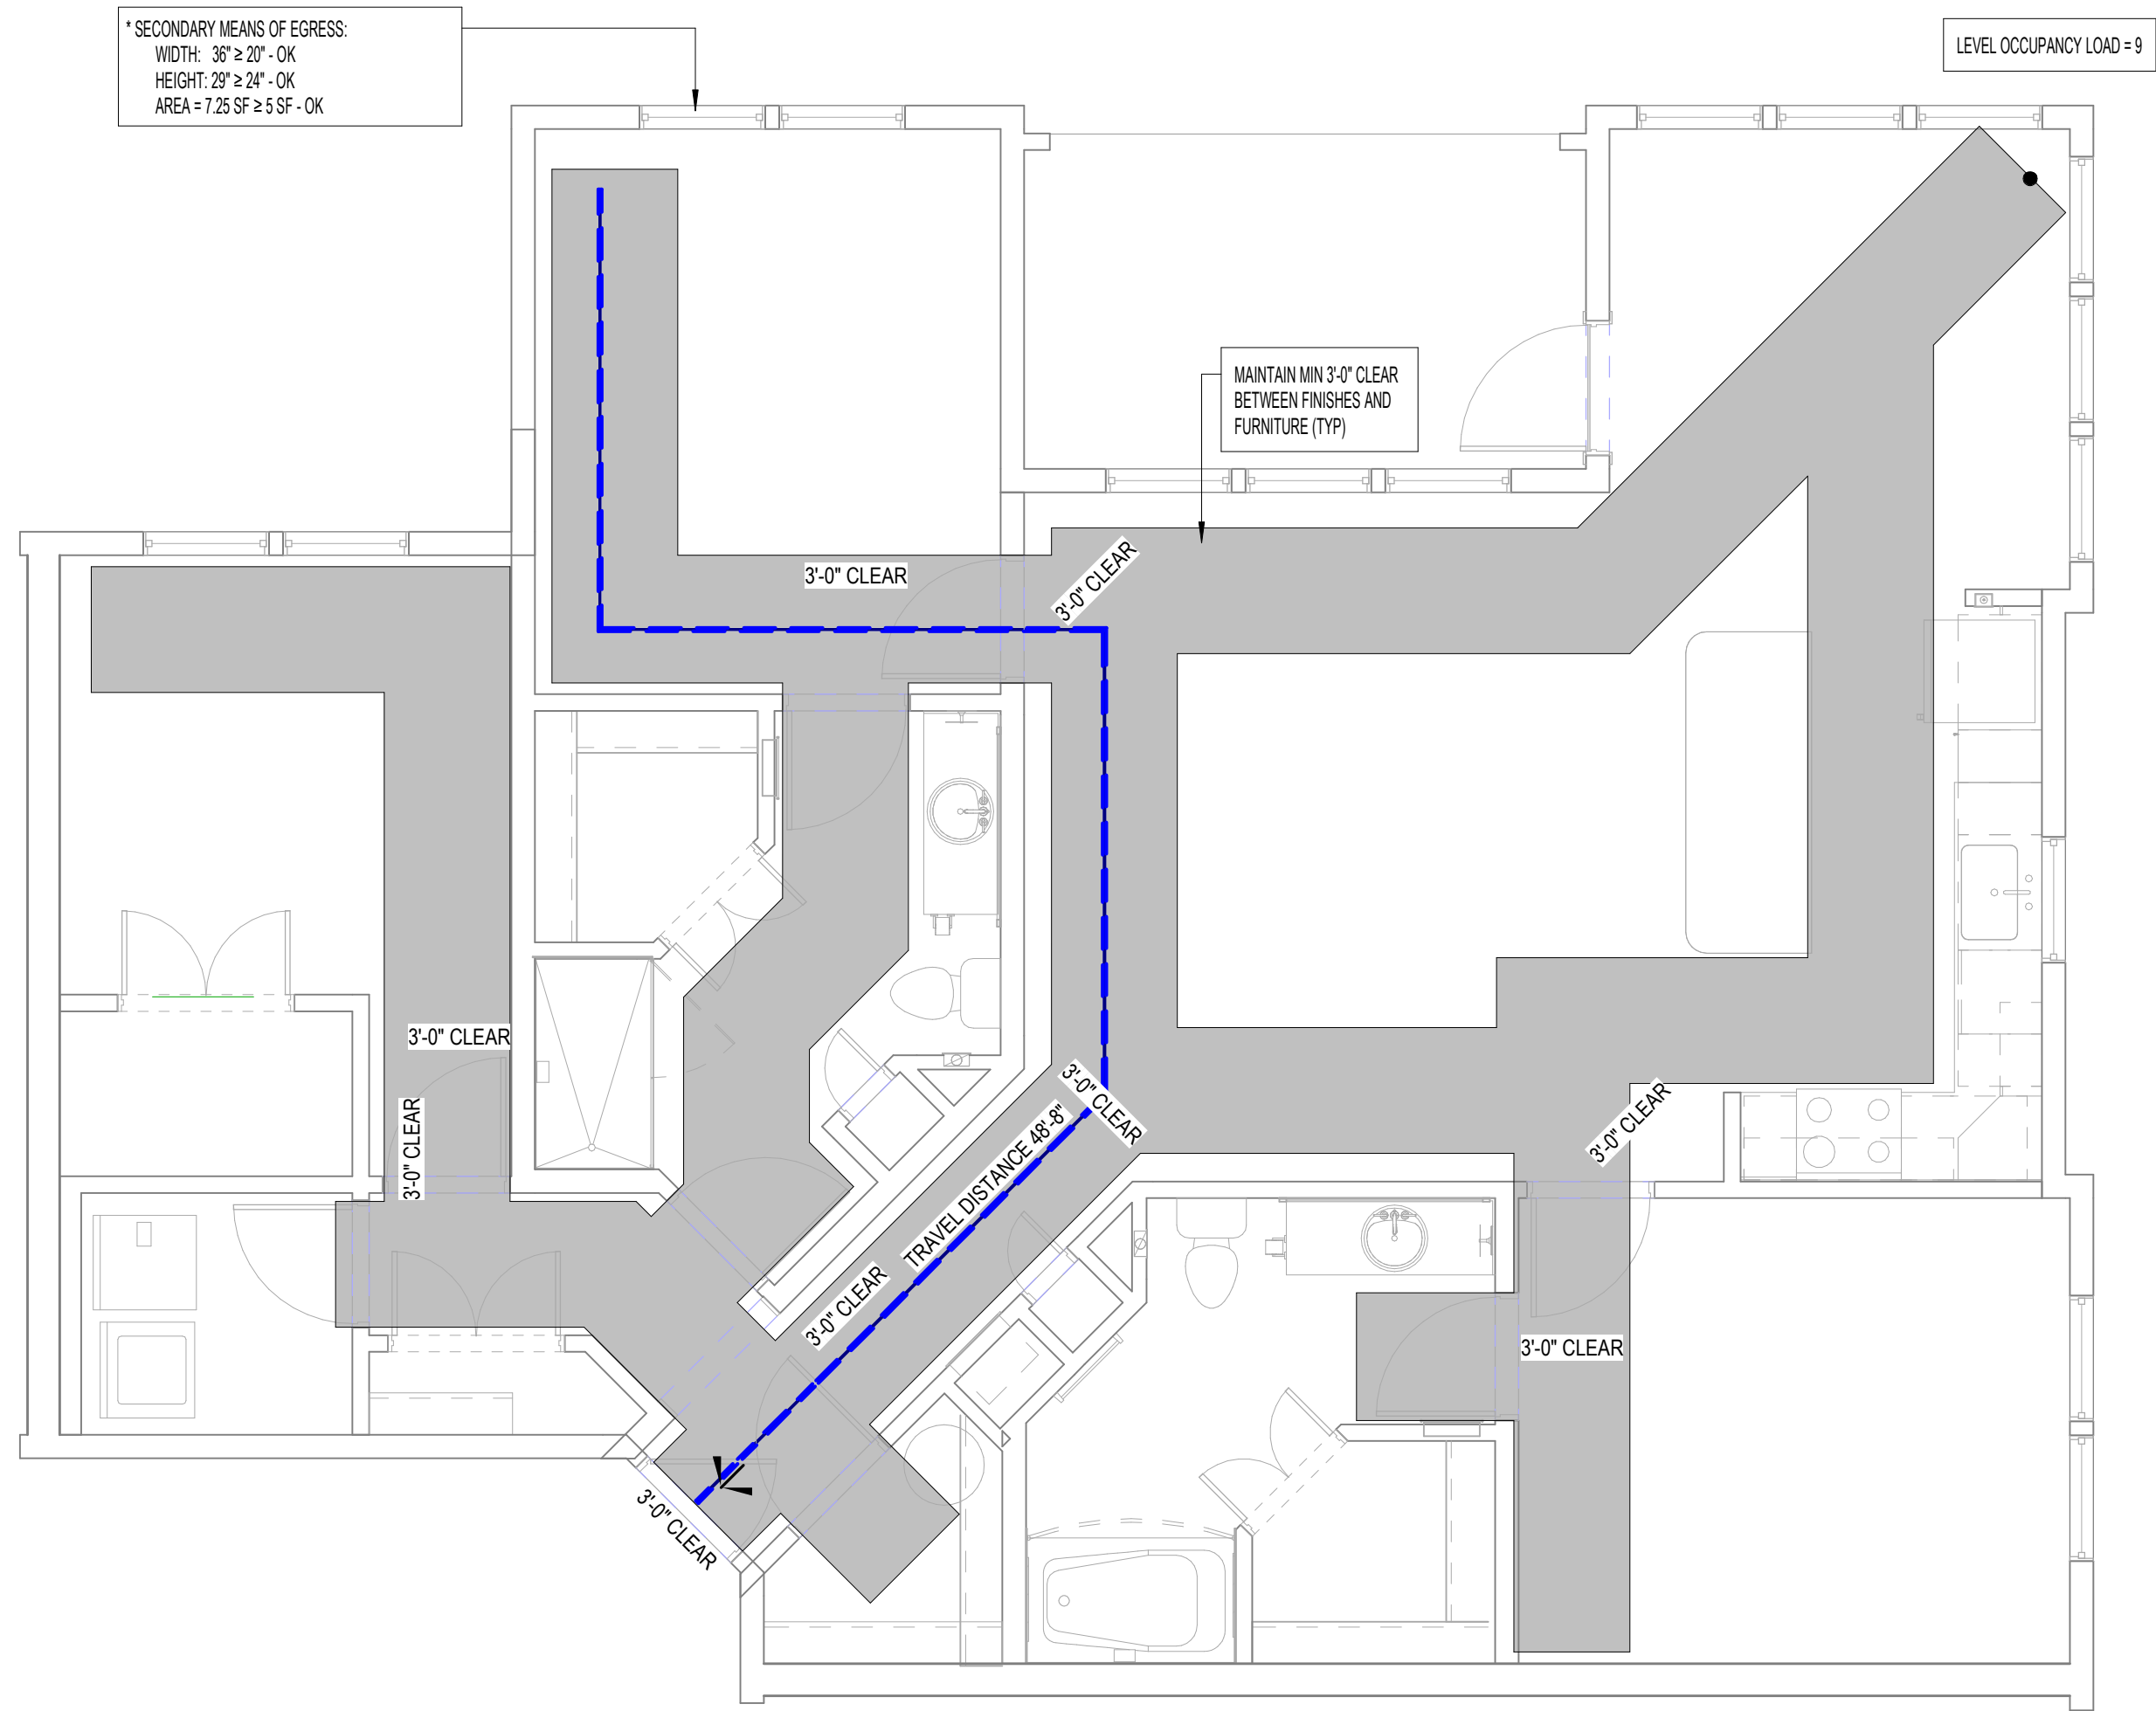 * SECONDARY MEANS OF EGRESS:
WIDTH: 36" ≥ 20" - OK
HEIGHT: 29" ≥ 24" - OK
AREA = 7.25 SF ≥ 5 SF - OK
LEVEL OCCUPANCY LOAD = 9
MAINTAIN MIN 3'-0" CLEAR
BETWEEN FINISHES AND
FURNITURE (TYP)
3'-0" CLEAR
3'-0" CLEAR
3'-0" CLEAR
3'-0" CLEAR
3'-0" CLEAR
3'-0" CLEAR
TRAVEL DISTANCE 48'-8"
3'-0" CLEAR
3'-0" CLEAR
3'-0" CLEAR